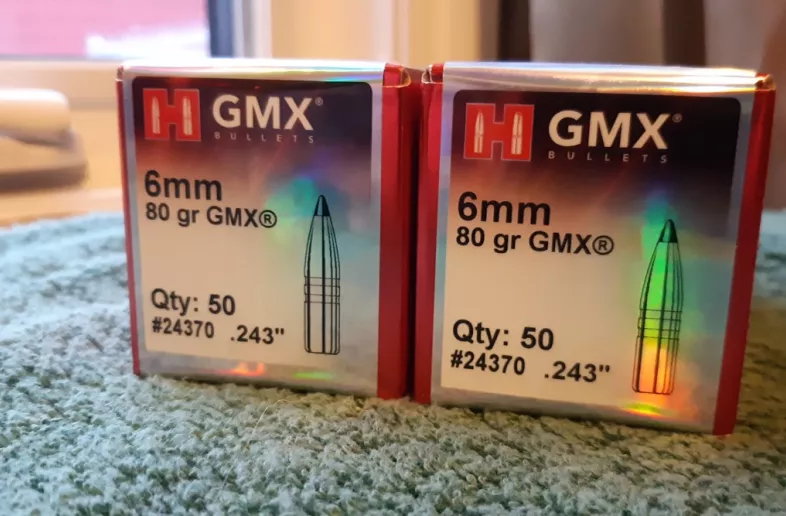 H GMX®
BULLETS
6mm
80 gr GMX®
Qty: 50
#24370 .243"
H GMX®
BULLETS
6mm
80 gr GMX®
Qty: 50
#24370 .243"